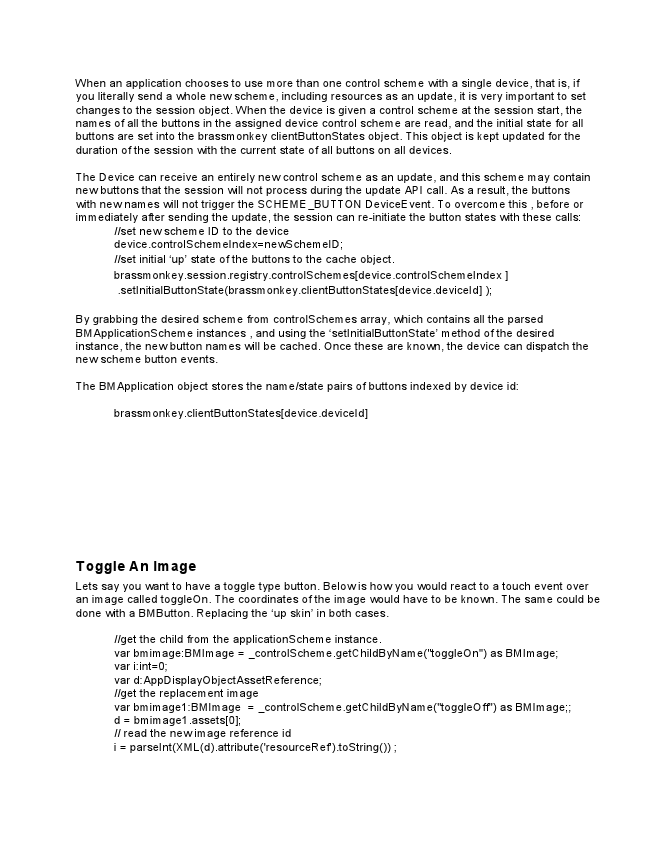 When an application chooses to use more than one control scheme with a single device, that is, if
you literally send a whole new scheme, including resources as an update, it is very important to set
changes to the session object. When the device is given a control scheme at the session start, the
names of all the buttons in the assigned device control scheme are read, and the initial state for all
buttons are set into the brassmonkey clientButtonStates object. This object is kept updated for the
duration of the session with the current state of all buttons on all devices.
The Device can receive an entirely new control scheme as an update, and this scheme may contain
new buttons that the session will not process during the update API call. As a result, the buttons
with new names will not trigger the SCHEME_BUTTON DeviceEvent. To overcome this , before or
immediately after sending the update, the session can re-initiate the button states with these calls:
//set new scheme ID to the device
device.controlSchemeIndex=newSchemeID;
//set initial ‘up’ state of the buttons to the cache object.
brassmonkey.session.registry.controlSchemes[device.controlSchemeIndex ]
.setInitialButtonState(brassmonkey.clientButtonStates[device.deviceId] );
By grabbing the desired scheme from controlSchemes array, which contains all the parsed
BMApplicationScheme instances , and using the ‘setInitialButtonState’ method of the desired
instance, the new button names will be cached. Once these are known, the device can dispatch the
new scheme button events.
The BMApplication object stores the name/state pairs of buttons indexed by device id:
brassmonkey.clientButtonStates[device.deviceId]
Toggle An Image
Lets say you want to have a toggle type button. Below is how you would react to a touch event over
an image called toggleOn. The coordinates of the image would have to be known. The same could be
done with a BMButton. Replacing the ‘up skin’ in both cases.
//get the child from the applicationScheme instance.
var bmimage:BMImage = _controlScheme.getChildByName("toggleOn") as BMImage;
var i:int=0;
var d:AppDisplayObjectAssetReference;
//get the replacement image
var bmimage1:BMImage  = _controlScheme.getChildByName("toggleOff") as BMImage;;
d = bmimage1.assets[0];
// read the new image reference id
i = parseInt(XML(d).attribute('resourceRef').toString()) ;